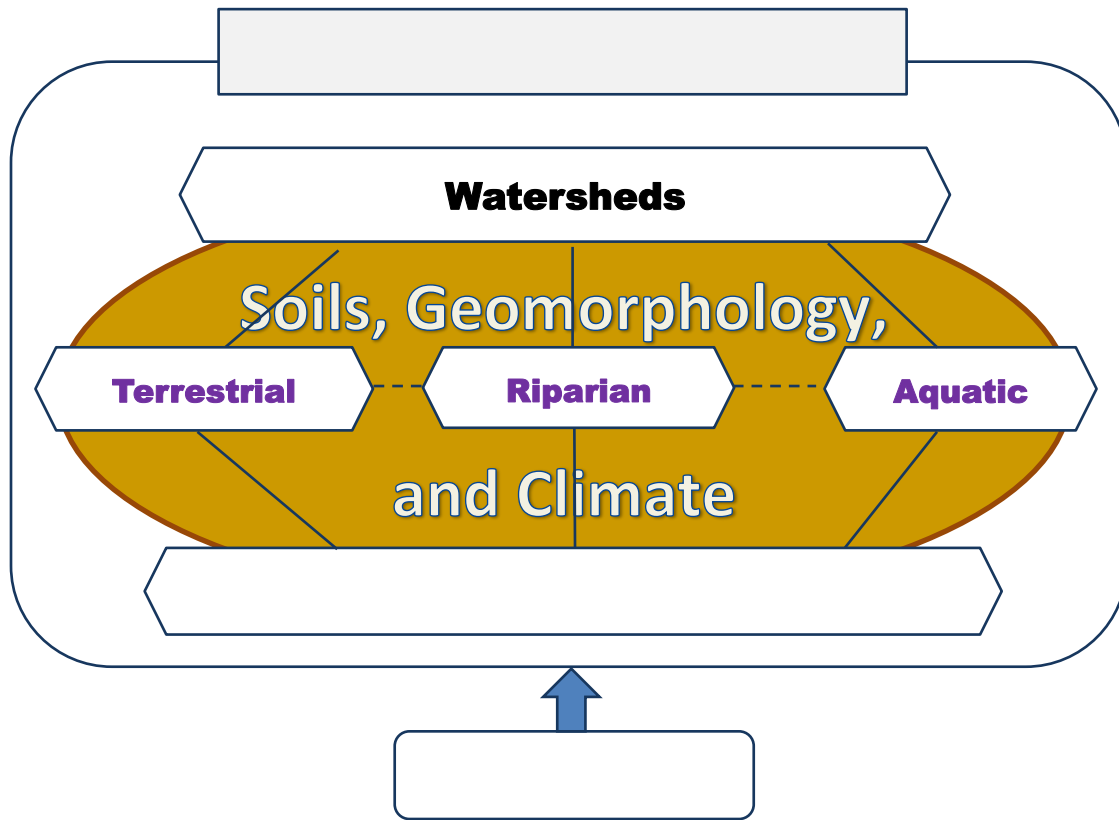 Watersheds
Soils, Geomorphology,
Terrestrial
Riparian
Aquatic
and Climate